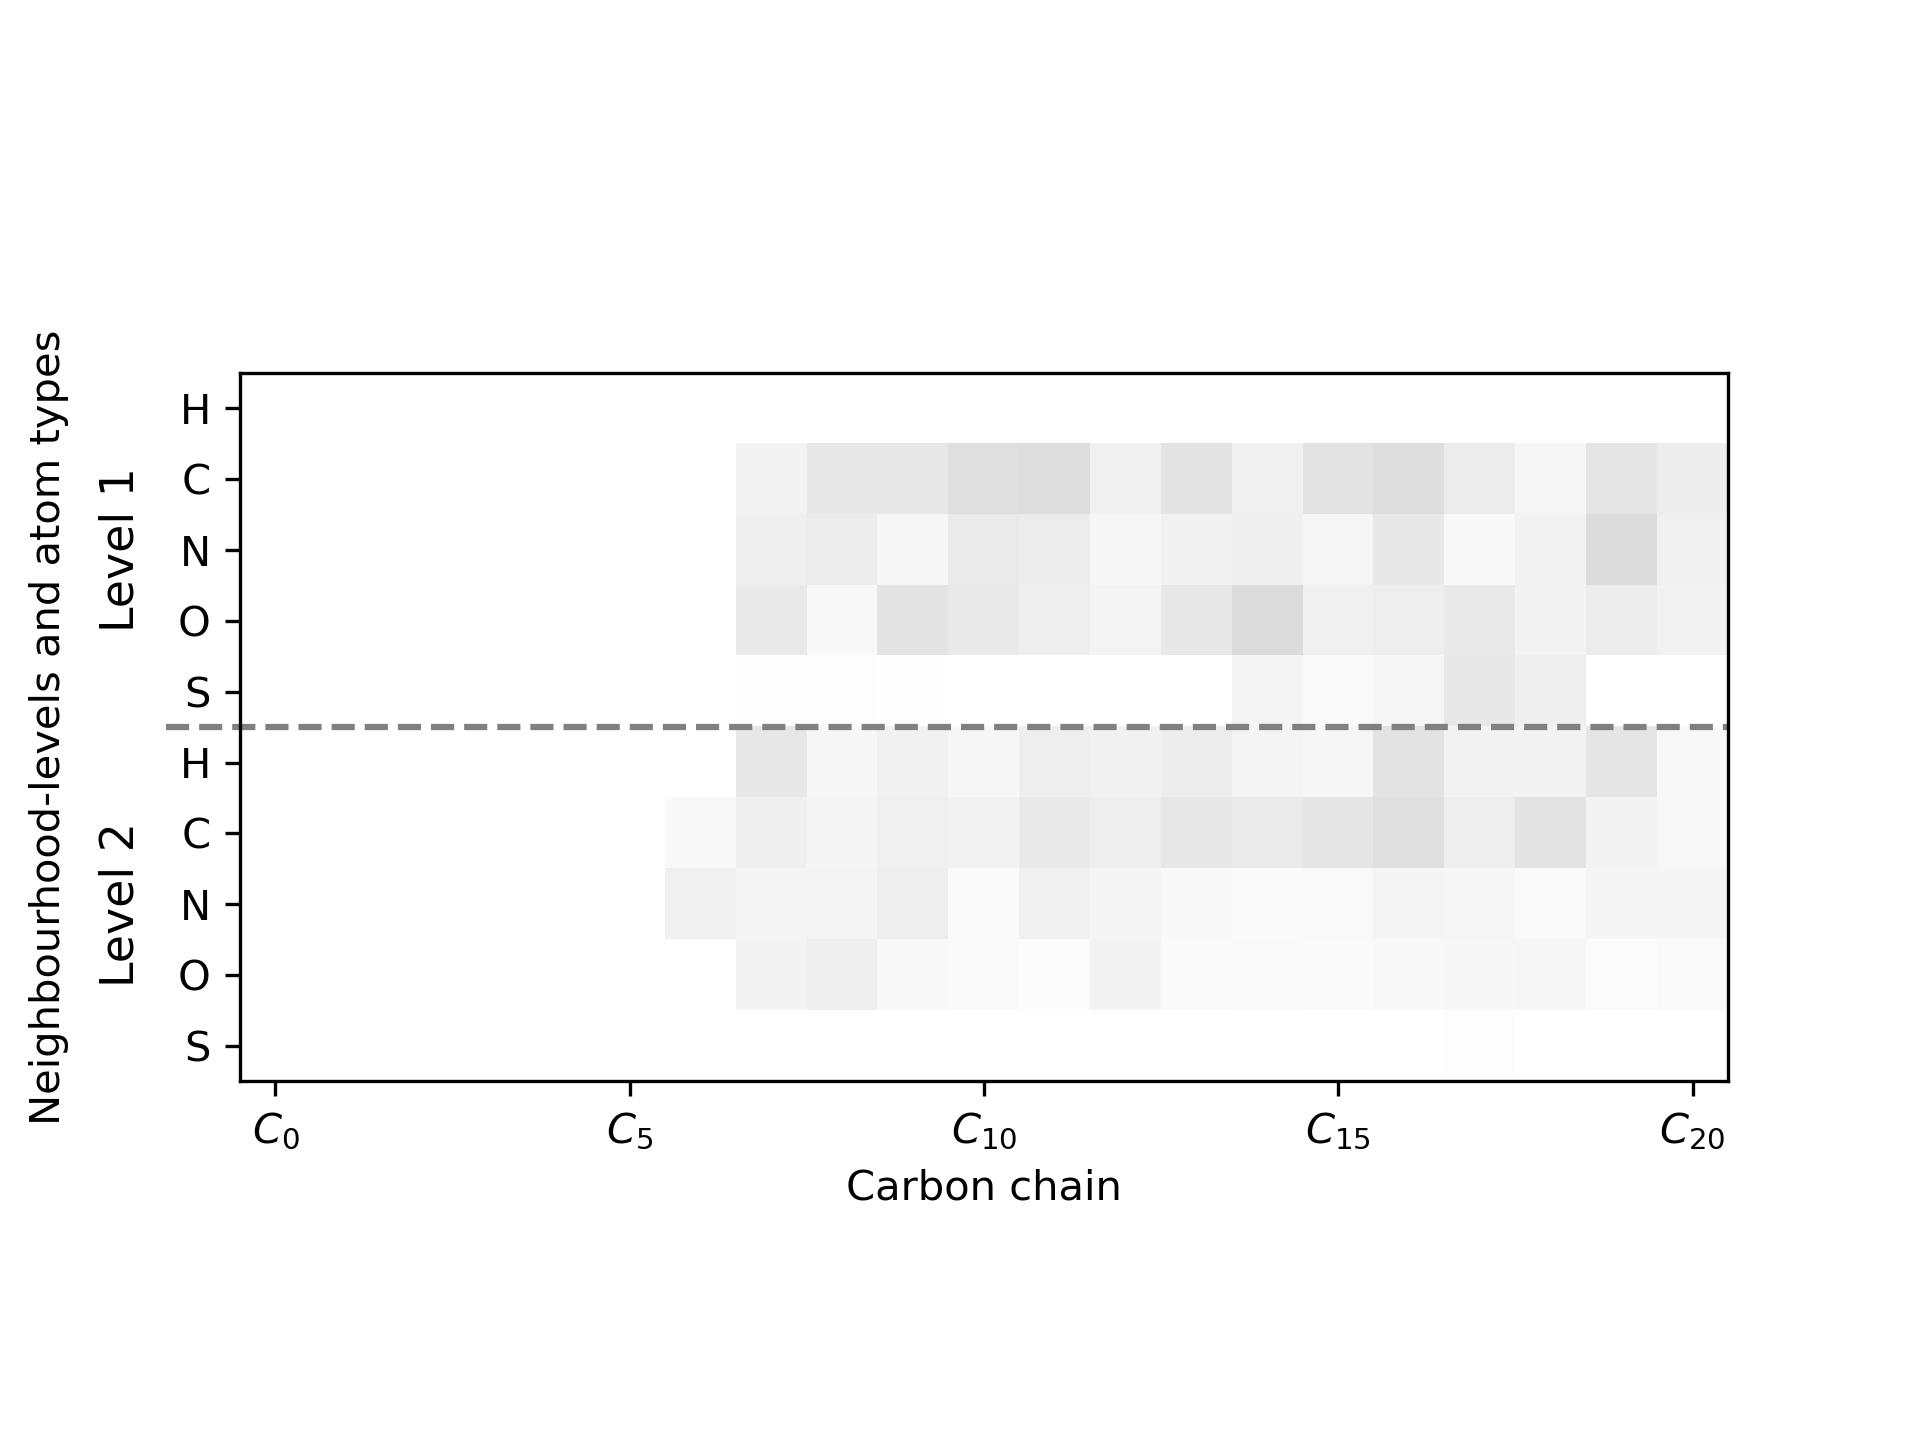 Neighbourhood-levels and atom types
Level 1
H
C
N
O
S
Level 2
H
C
N
O
S
C₀ C₅ C₁₀ C₁₅ C₂₀
Carbon chain